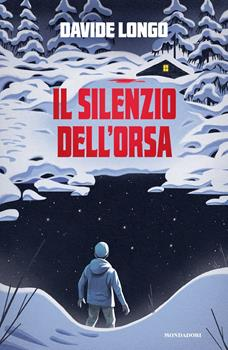 DAVIDE LONGO
IL SILENZIO
DELL'ORSA
MONDADORI